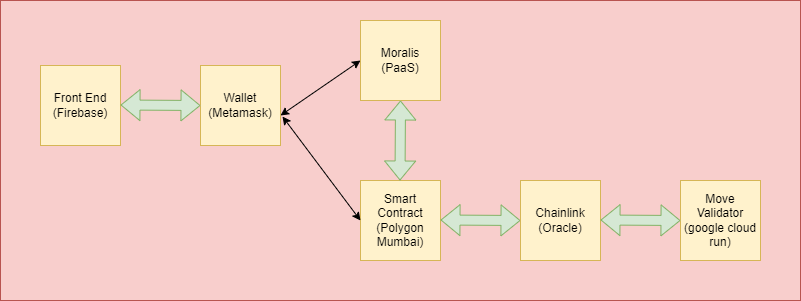 Moralis
(PaaS)
Front End
(Firebase)
Wallet
(Metamask)
Smart
Contract
(Polygon
Mumbai)
Chainlink
(Oracle)
Move
Validator
(google cloud
run)